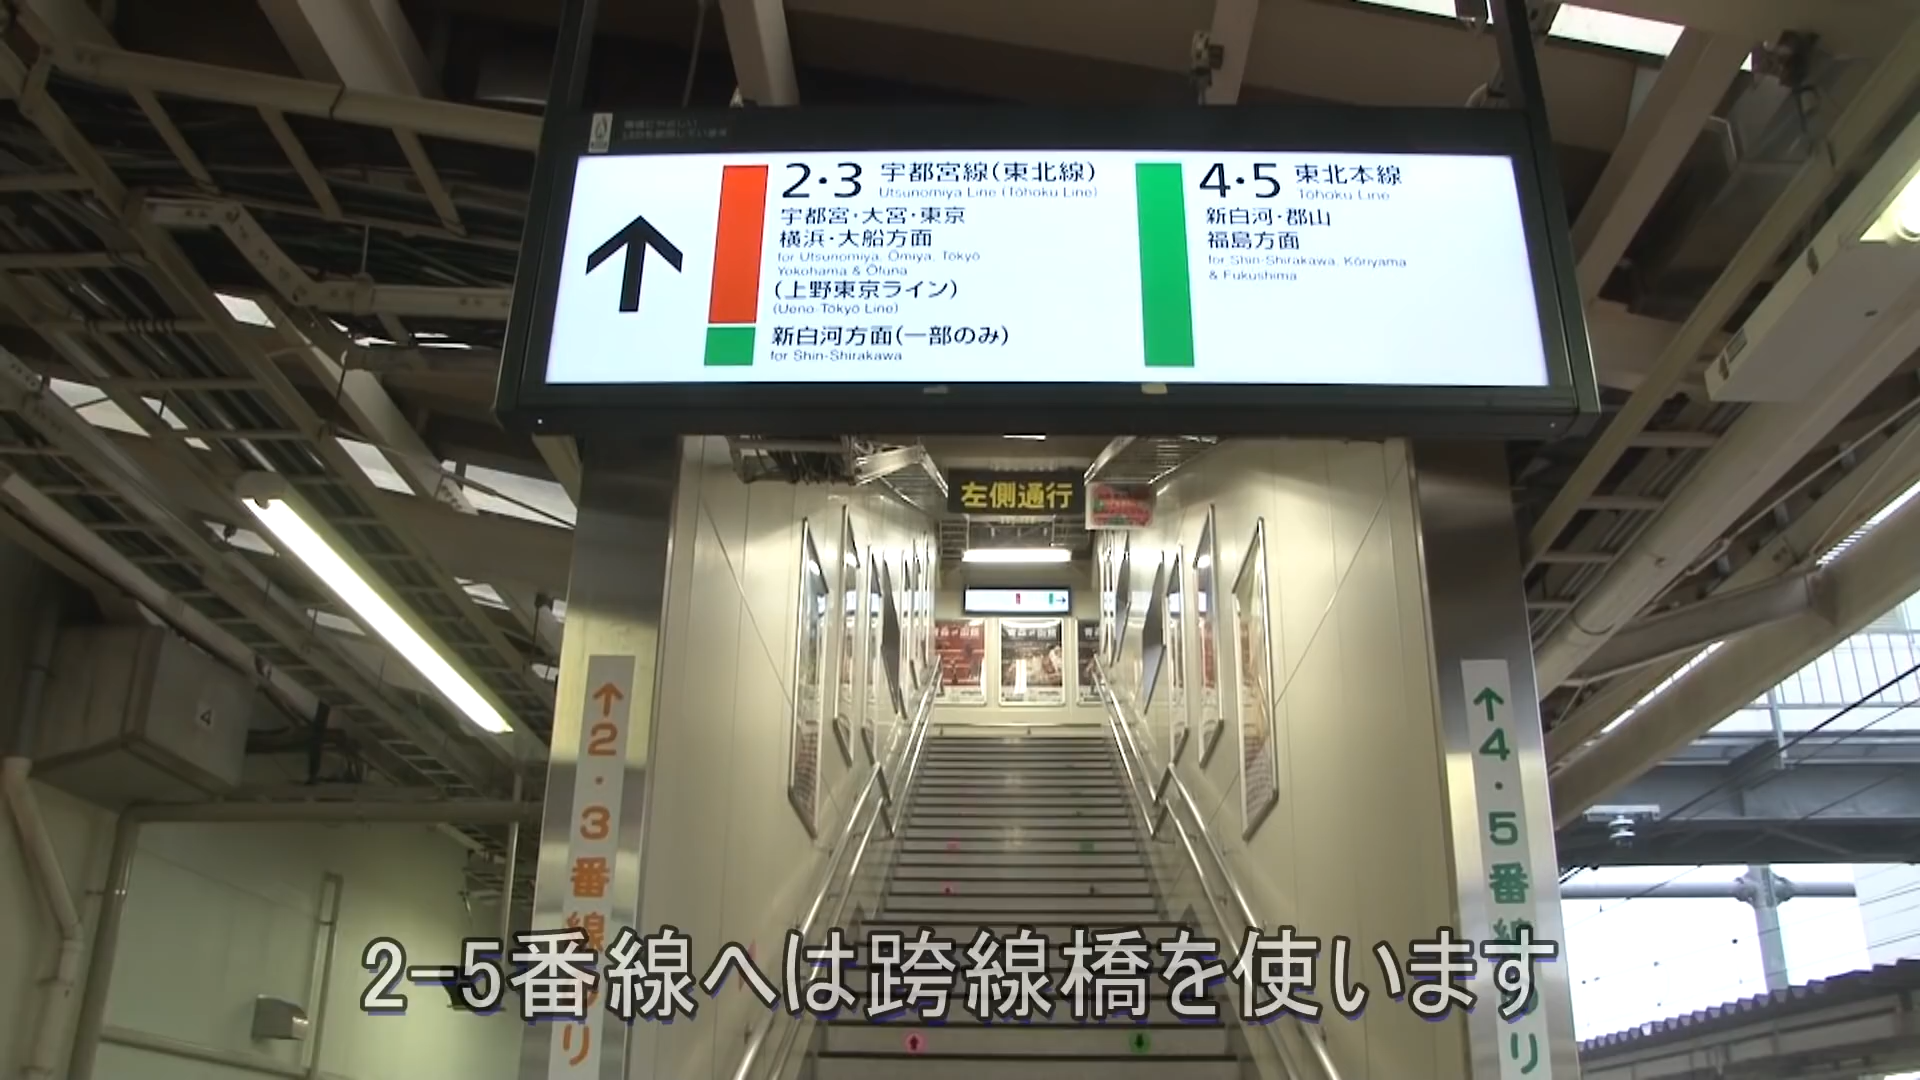 2・3 宇都宮線(東北線)
Utsunomiya Line (Tōhoku Line)
宇都宮・大宮・東京
横浜・大船方面
for Utsunomiya, Ōmiya, Tōkyō
Yokohama & Ōfuna
(上野東京ライン)
(Ueno-Tōkyō Line)
新白河方面(一部のみ)
for Shin-Shirakawa
4・5 東北本線
Tōhoku Line
新白河・郡山
福島方面
for Shin-Shirakawa, Kōriyama
& Fukushima
左側通行
4
↑2・3番線のり
↑4・5番線のり
2-5番線へは跨線橋を使います